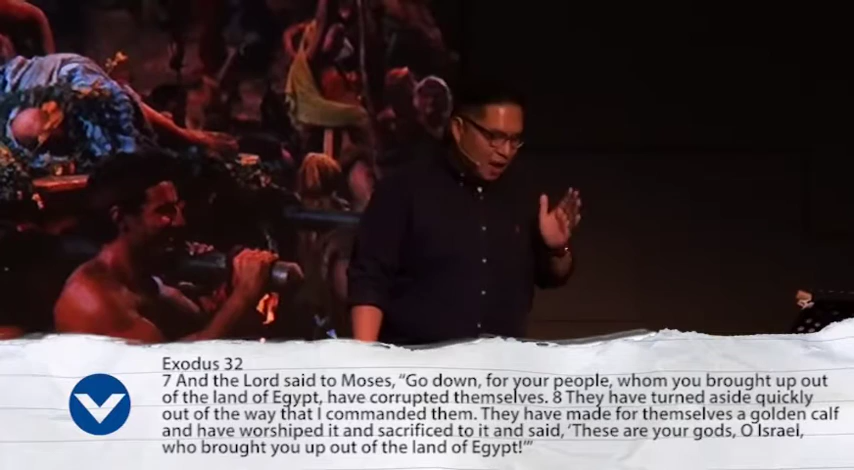 Exodus 32
7 And the Lord said to Moses, “Go down, for your people, whom you brought up out
of the land of Egypt, have corrupted themselves. 8 They have turned aside quickly
out of the way that I commanded them. They have made for themselves a golden calf
and have worshiped it and sacrificed to it and said, ‘These are your gods, O Israel,
who brought you up out of the land of Egypt!’”